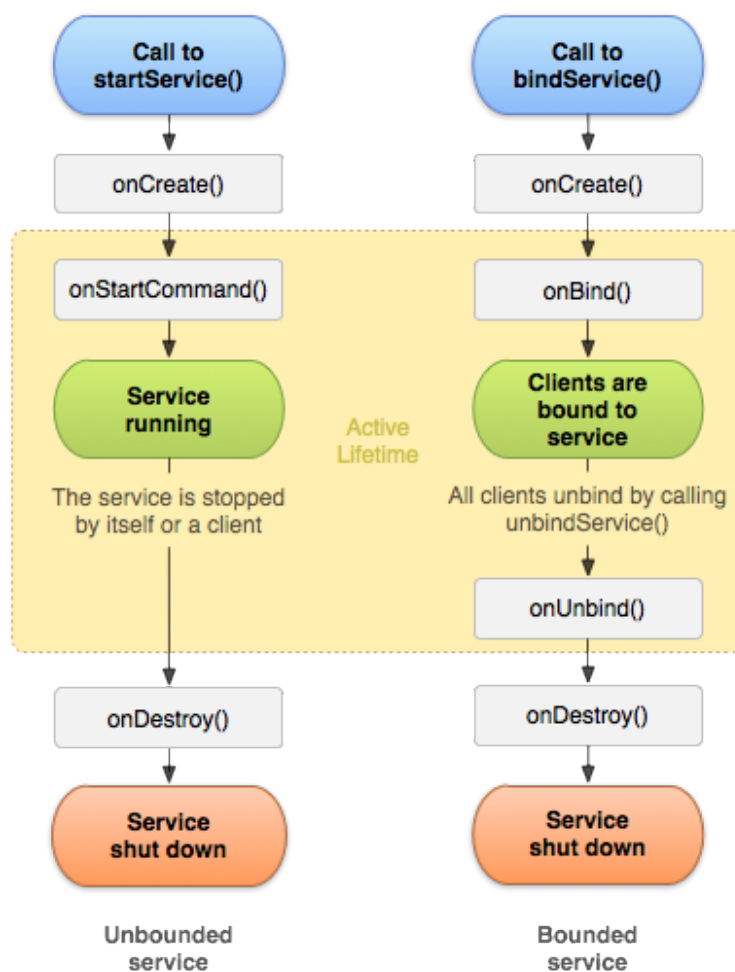 Call to
startService()
onCreate()
onStartCommand()
Service
running
The service is stopped
by itself or a client
onDestroy()
Service
shut down
Unbounded
service
Active
Lifetime
Call to
bindService()
onCreate()
onBind()
Clients are
bound to
service
All clients unbind by calling
unbindService()
onUnbind()
onDestroy()
Service
shut down
Bounded
service